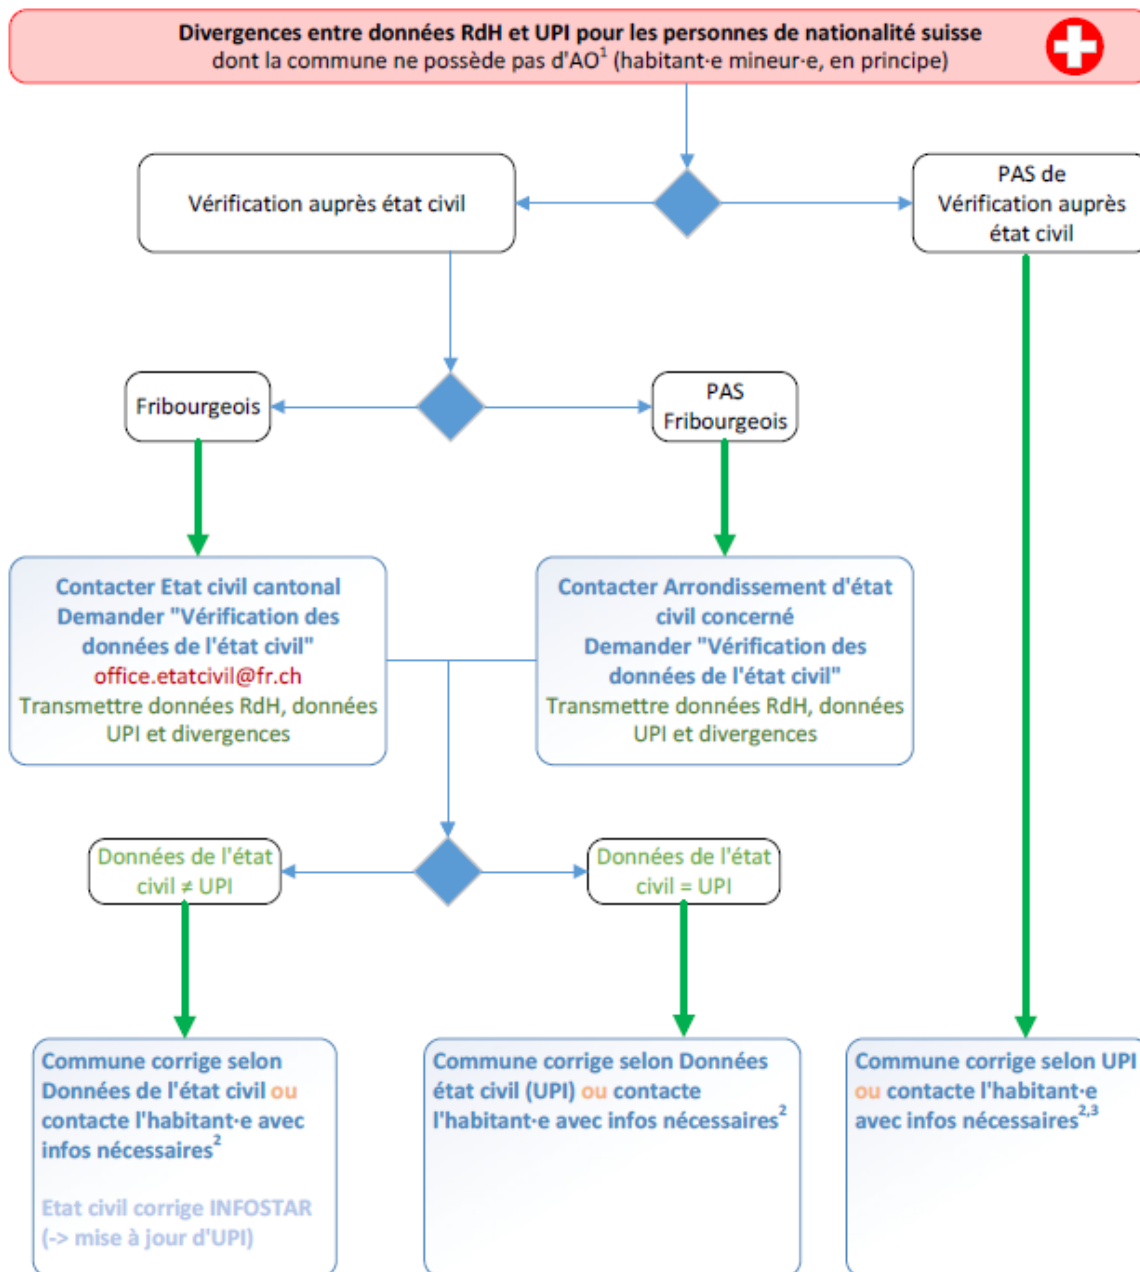 Divergences entre données RdH et UPI pour les personnes de nationalité suisse
dont la commune ne possède pas d'AO¹ (habitant·e mineur·e, en principe)
Vérification auprès état civil
PAS de
Vérification auprès
état civil
Fribourgeois
PAS
Fribourgeois
Contacter Etat civil cantonal
Demander "Vérification des
données de l'état civil"
office.etatcivil@fr.ch
Transmettre données RdH, données
UPI et divergences
Contacter Arrondissement d'état
civil concerné
Demander "Vérification des
données de l'état civil"
Transmettre données RdH, données
UPI et divergences
Données de l'état
civil ≠ UPI
Données de l'état
civil = UPI
Commune corrige selon
Données de l'état civil ou
contacte l'habitant·e avec
infos nécessaires²
Etat civil corrige INFOSTAR
(-> mise à jour d'UPI)
Commune corrige selon Données
état civil (UPI) ou contacte
l'habitant·e avec infos nécessaires²
Commune corrige selon UPI
ou contacte l'habitant·e
avec infos nécessaires²,³